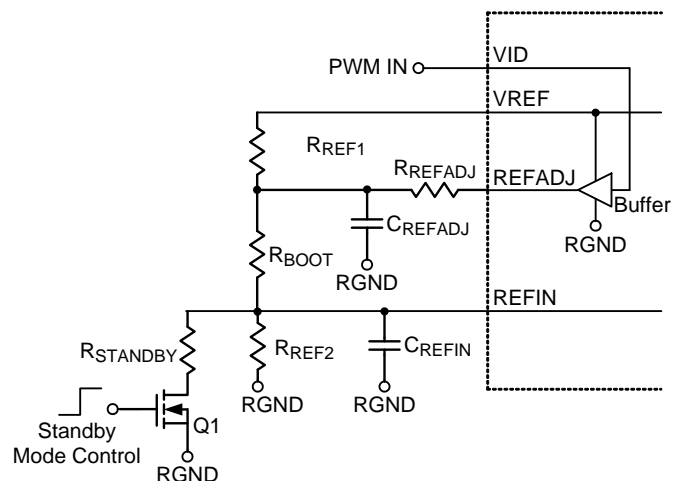 PWM IN
VID
VREF
RREF1
RREFADJ
REFADJ
Buffer
CREFADJ
RGND
RGND
RBOOT
REFIN
RSTANDBY
RREF2
CREFIN
RGND
RGND
Q1
Standby
Mode Control
RGND